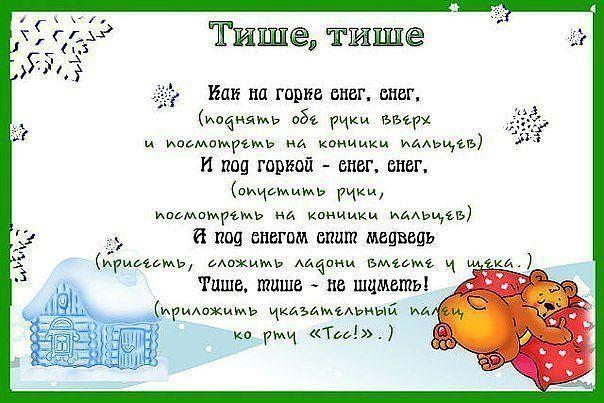 Тише, тише
Как на горке снег, снег,
(поднять обе руки вверх
и посмотреть на кончики пальцев)
И под горкой - снег, снег,
(опустить руки,
посмотреть на кончики пальцев)
А под снегом спит медведь
(присесть, сложить ладони вместе у щека.)
Тише, тише - не шуметь!
(приложить указательный палец
ко рту «Тсс!».)